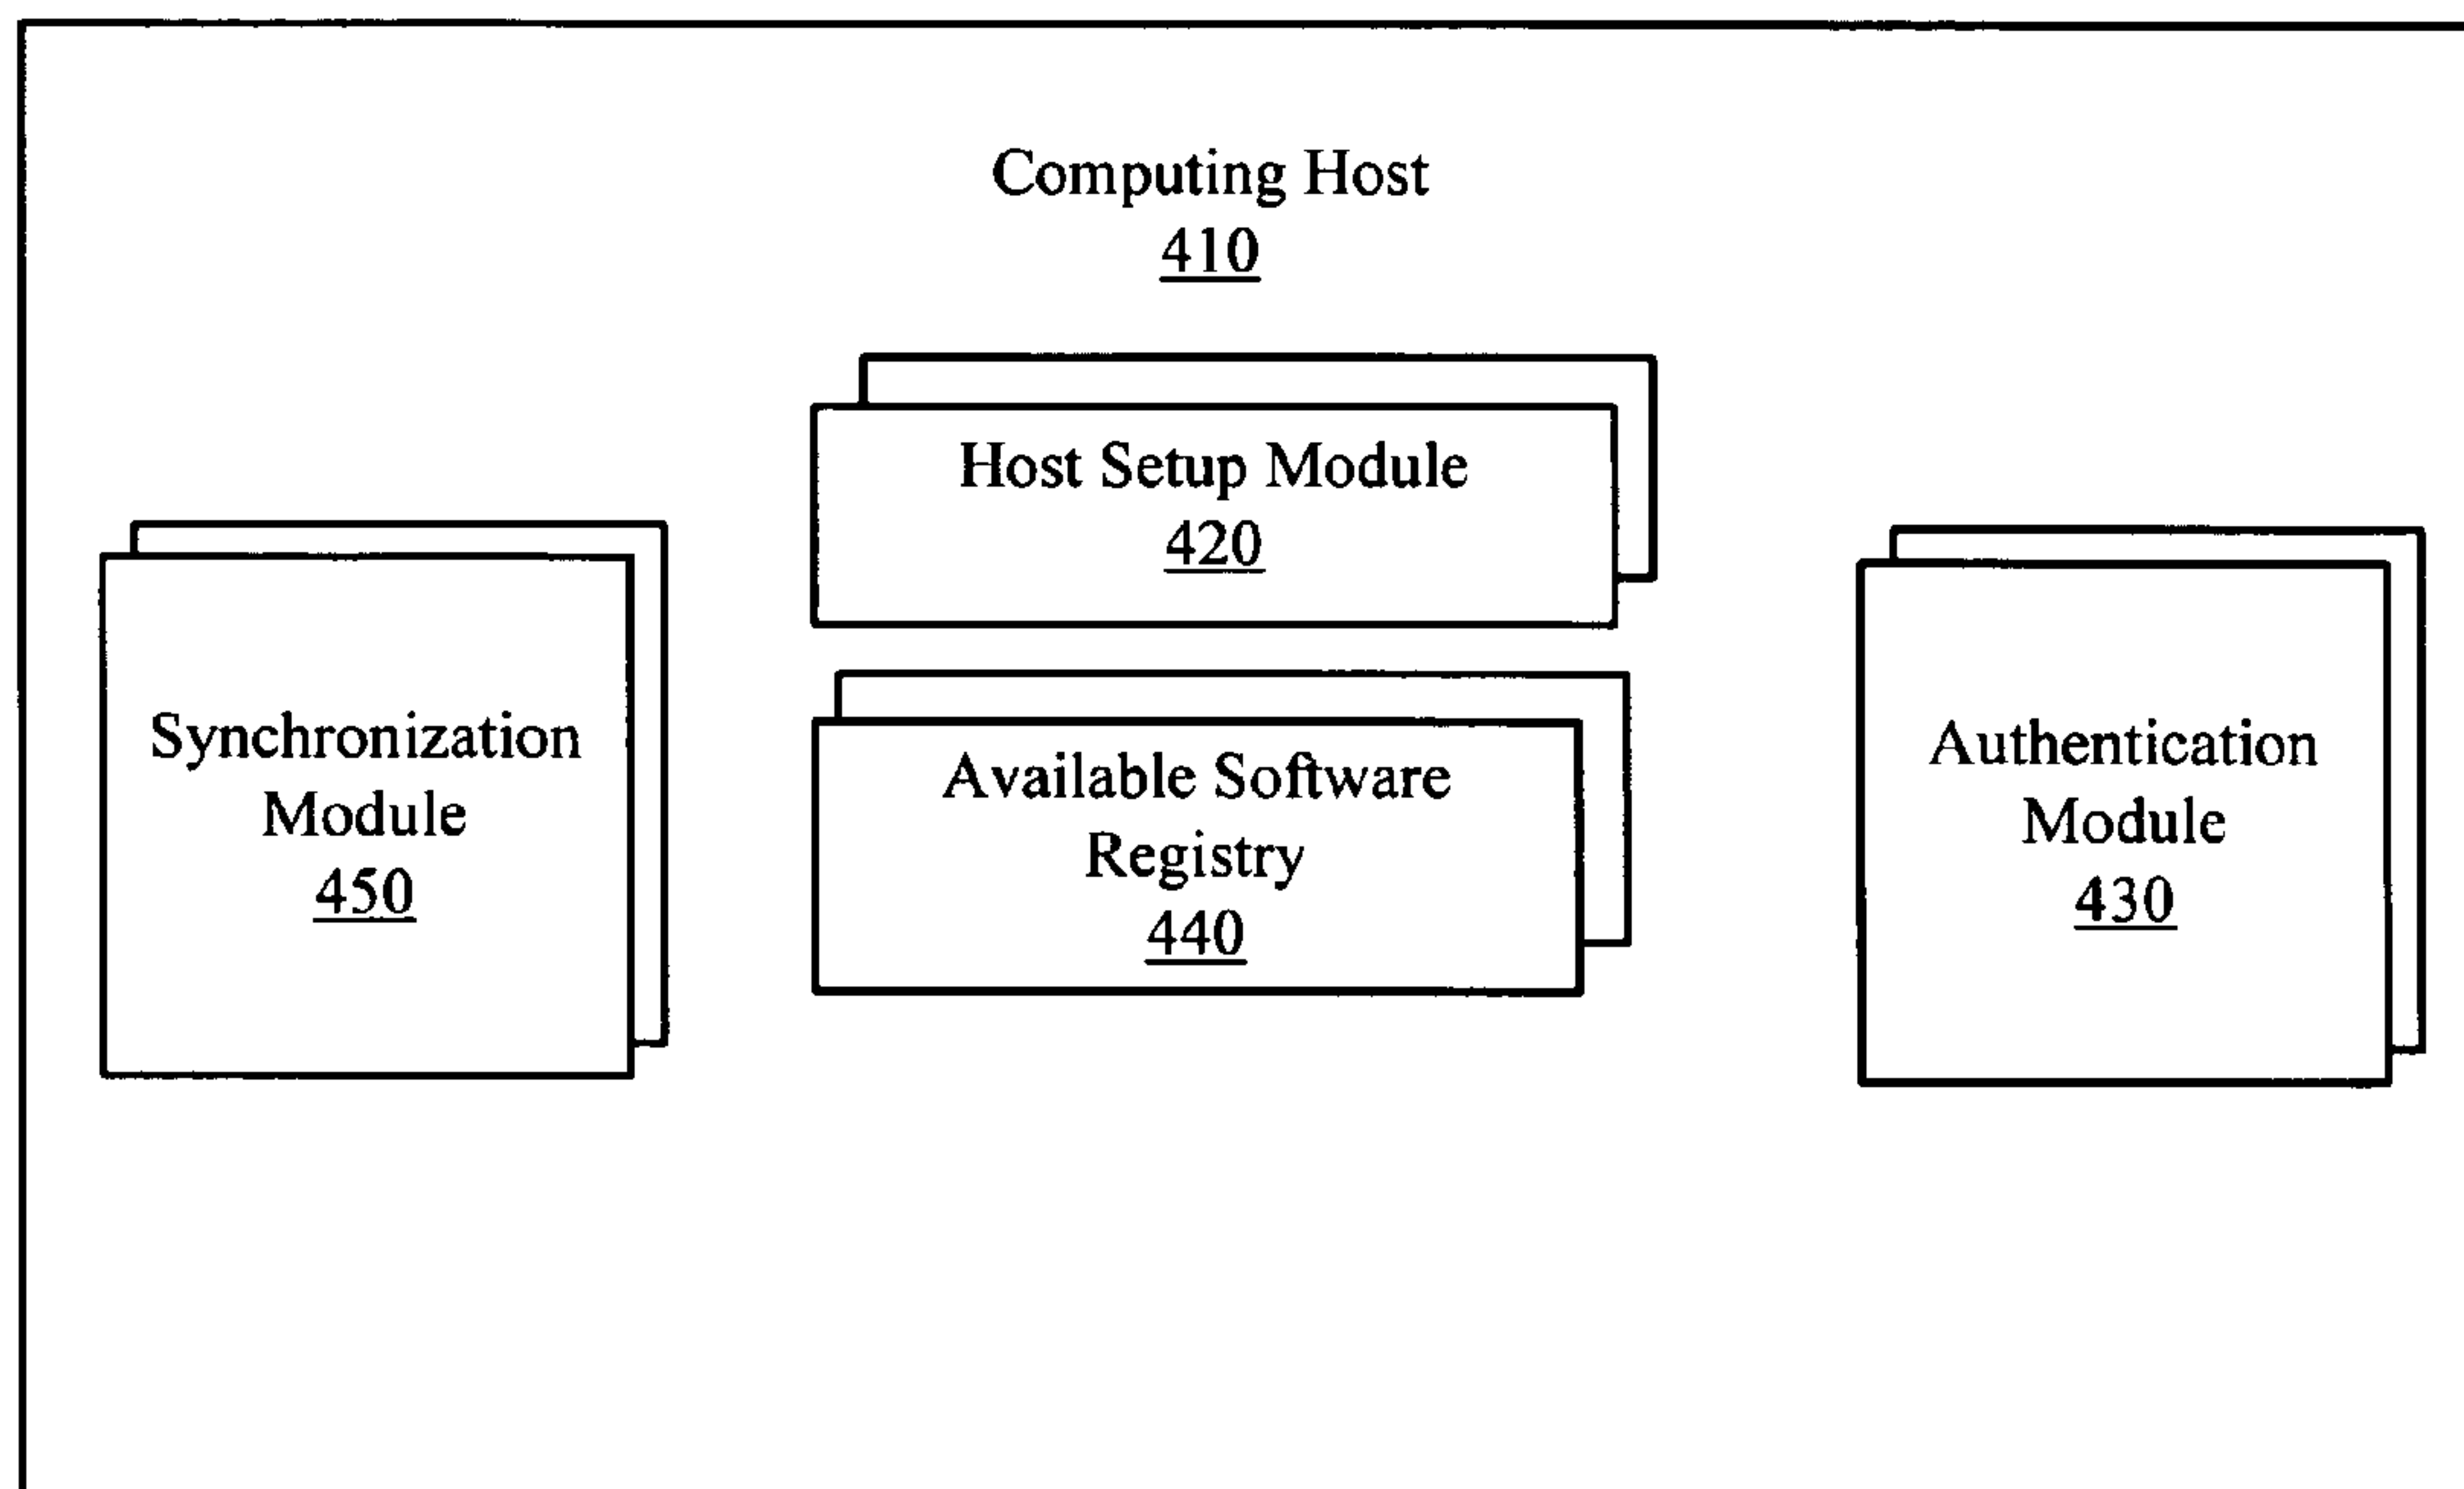 Computing Host
410
Host Setup Module
420
Synchronization
Module
450
Available Software
Registry
440
Authentication
Module
430